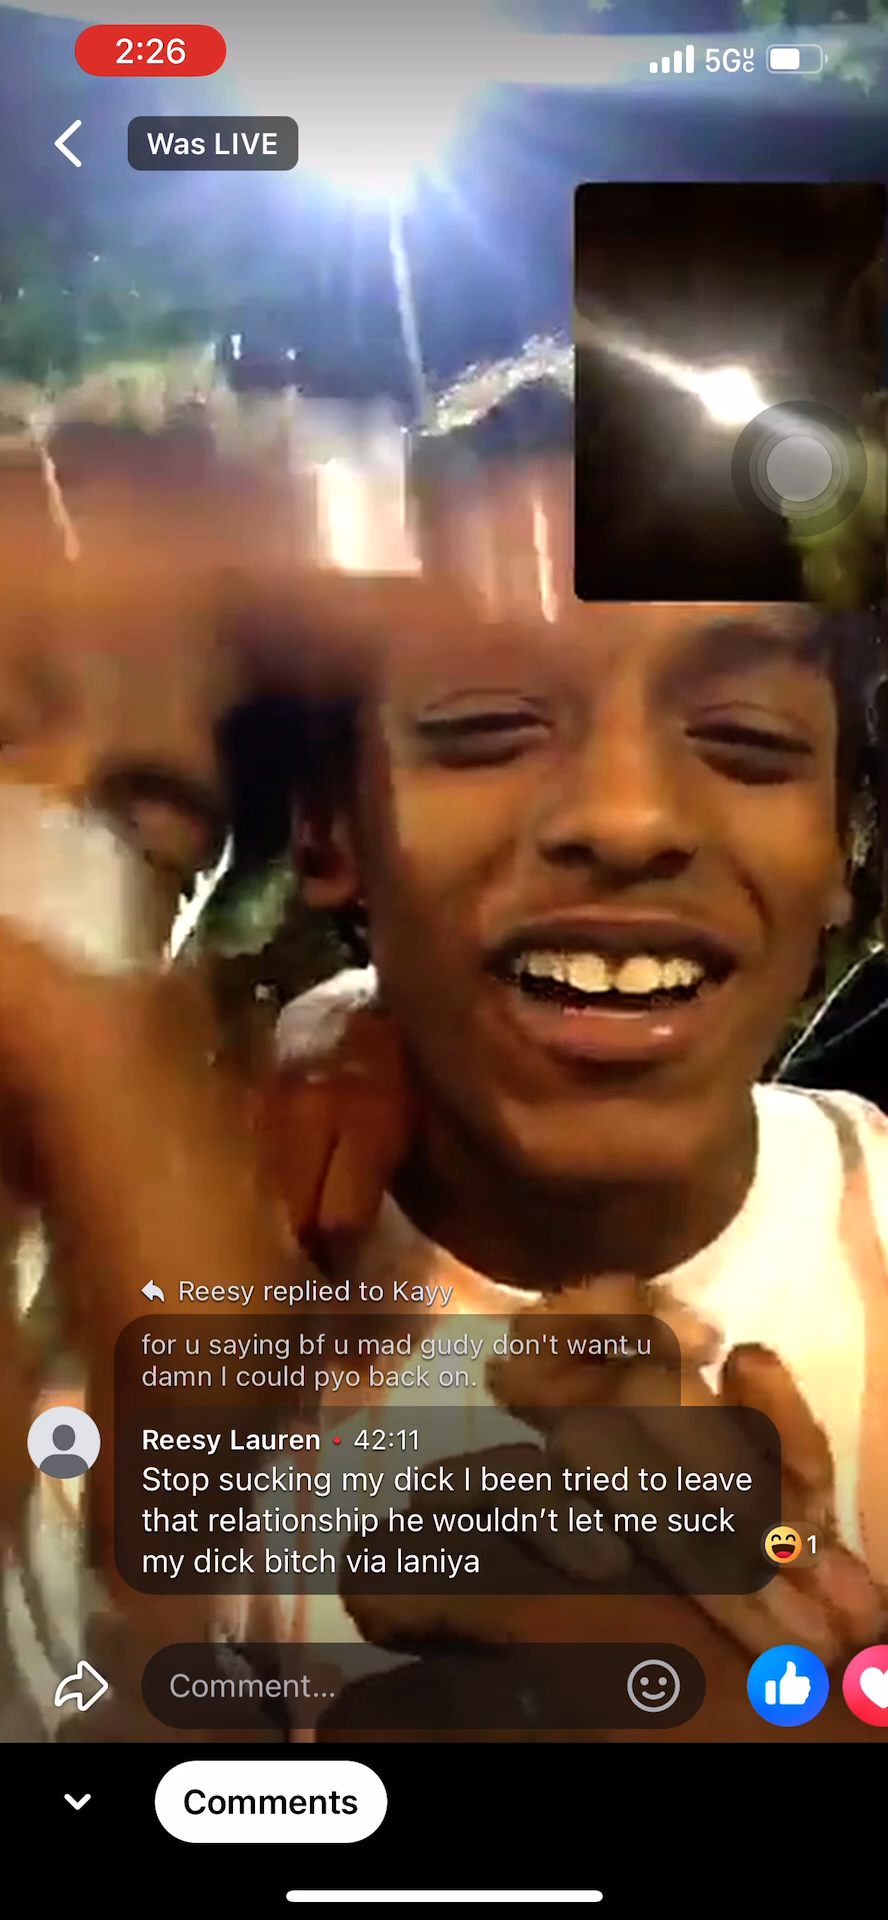 2:26
5GUC
Was LIVE
Reesy replied to Kayy
for u saying bf u mad gudy don't want u
damn I could pyo back on.
Reesy Lauren • 42:11
Stop sucking my dick I been tried to leave
that relationship he wouldn’t let me suck
my dick bitch via laniya
1
Comment...
Comments